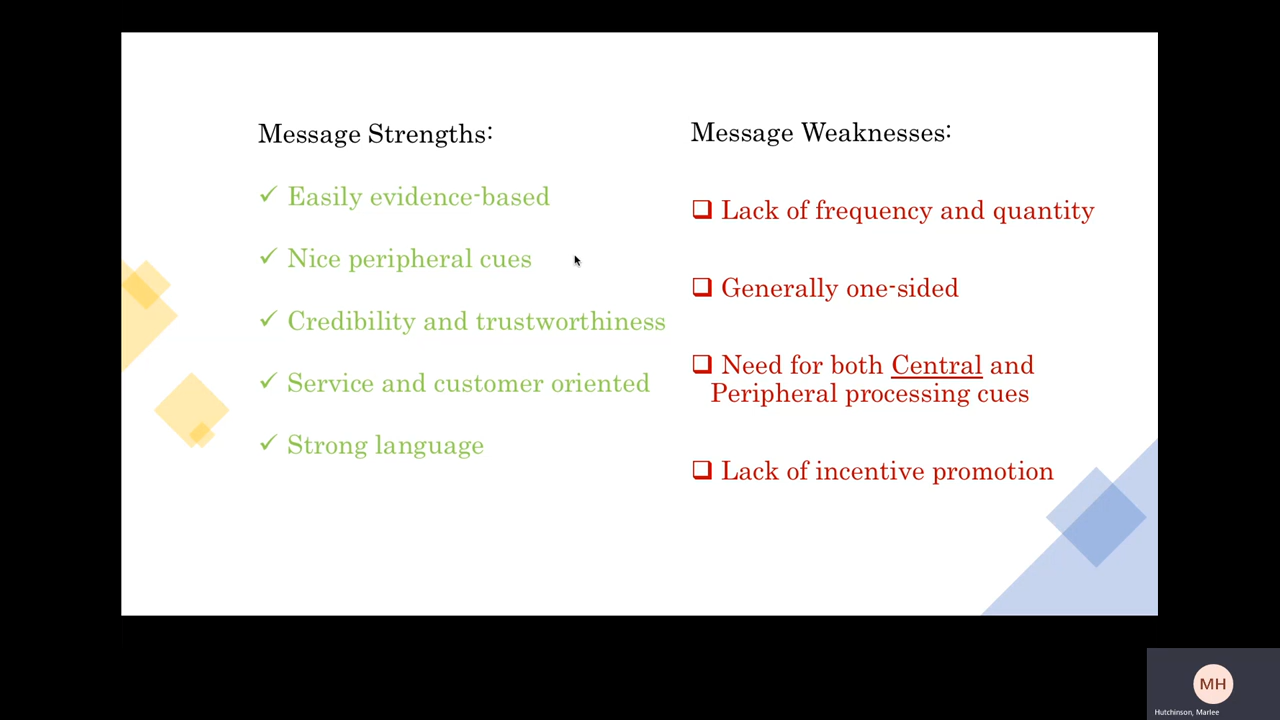 Message Strengths:
✓ Easily evidence-based
✓ Nice peripheral cues
✓ Credibility and trustworthiness
✓ Service and customer oriented
✓ Strong language
Message Weaknesses:
❑ Lack of frequency and quantity
❑ Generally one-sided
❑ Need for both Central and
Peripheral processing cues
❑ Lack of incentive promotion
MH
Hutchinson, Marlee